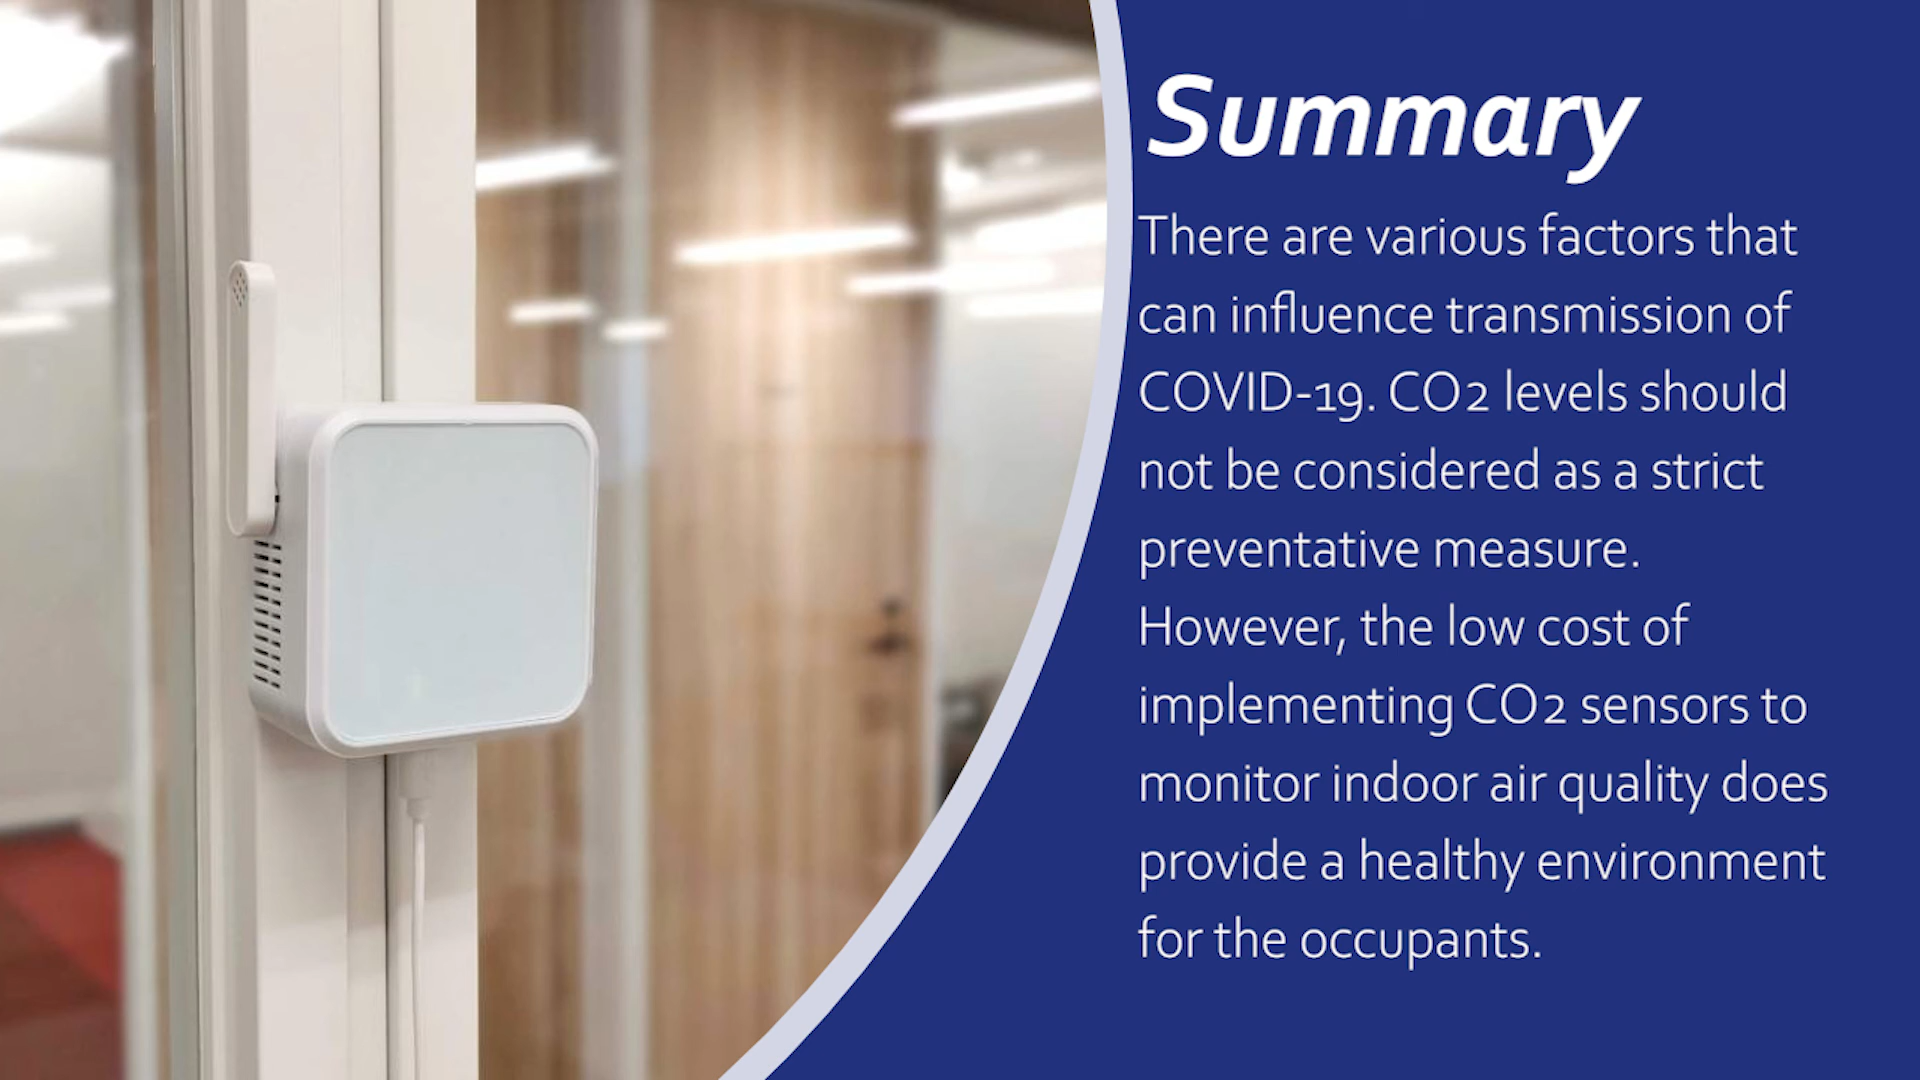 Summary
There are various factors that
can influence transmission of
COVID-19. CO2 levels should
not be considered as a strict
preventative measure.
However, the low cost of
implementing CO2 sensors to
monitor indoor air quality does
provide a healthy environment
for the occupants.